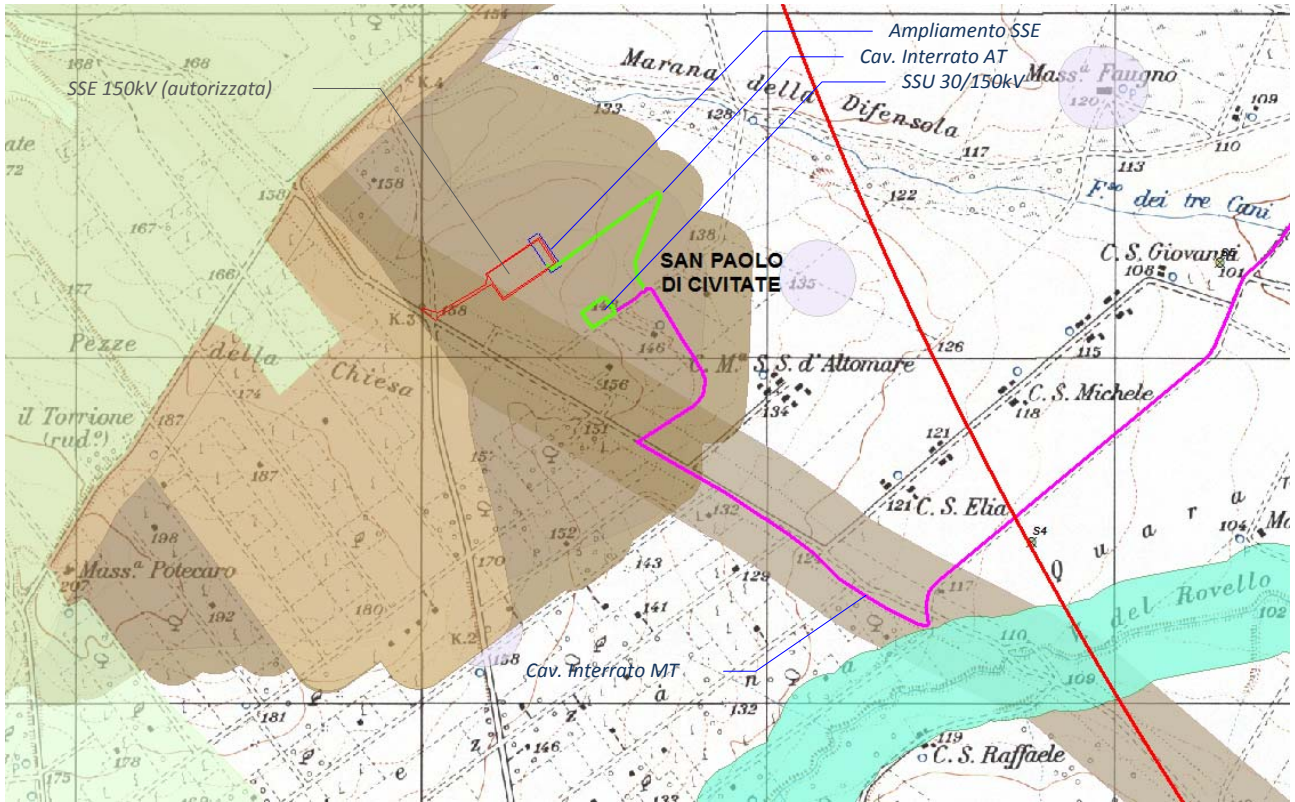 Ampliamento SSE
Cav. Interrato AT
SSU 30/150kV
SSE 150kV (autorizzata)
Marana della Difensola
Mass.ª Faugno
120
109
110
113
117
122
128
133
134
K.4
168
168
158
158
167
166
172
177
138
135
SAN PAOLO
DI CIVITATE
F.so dei tre Cani
C. S. Giovanni
108
101
K.3
158
146
126
115
Pezze della Chiesa
174
187
156
C. M.ª S. S. d'Altomare
134
C. S. Michele
118
il Torrione
(rud.º)
151
121
187
121
C. S. Elia
132
S4
104
198
152
124
143
129
117
Mass.ª Potecaro
192
180
170
141
V. del Rovello
102
110
109
K.2
158
Cav. Interrato MT
132
181
146
119
C. S. Raffaele
175
178